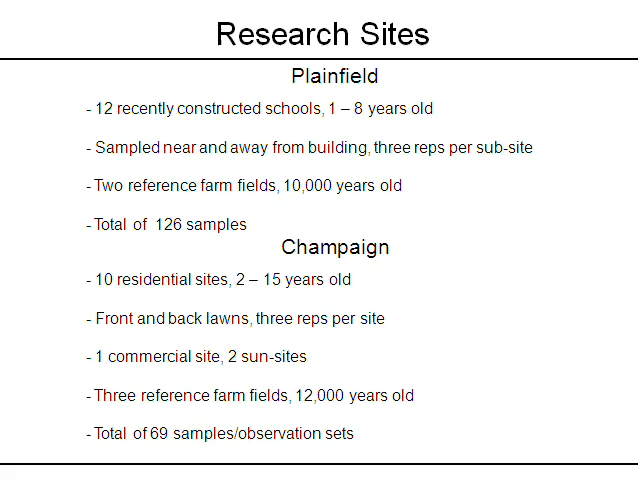 Research Sites
Plainfield
- 12 recently constructed schools, 1 – 8 years old
- Sampled near and away from building, three reps per sub-site
- Two reference farm fields, 10,000 years old
- Total of 126 samples
Champaign
- 10 residential sites, 2 – 15 years old
- Front and back lawns, three reps per site
- 1 commercial site, 2 sun-sites
- Three reference farm fields, 12,000 years old
- Total of 69 samples/observation sets